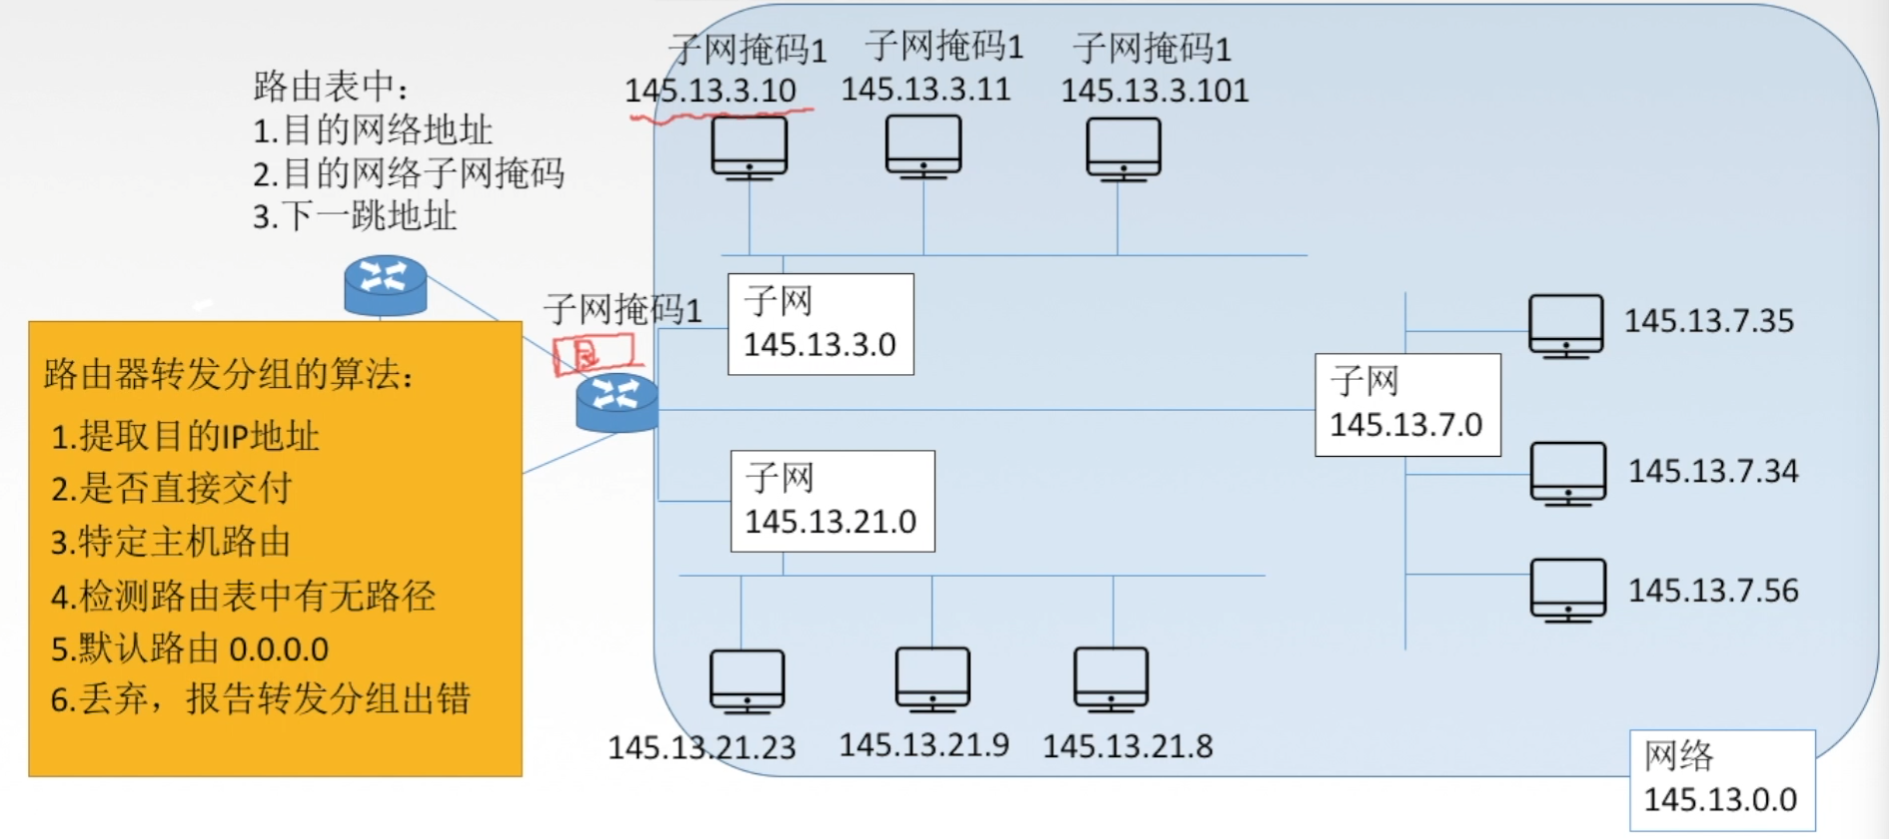 路由表中：
1.目的网络地址
2.目的网络子网掩码
3.下一跳地址
子网掩码1
145.13.3.10
子网掩码1
145.13.3.11
子网掩码1
145.13.3.101
子网掩码1
子网
145.13.3.0
子网
145.13.7.0
145.13.7.35
145.13.7.34
145.13.7.56
子网
145.13.21.0
145.13.21.23
145.13.21.9
145.13.21.8
路由器转发分组的算法：
1.提取目的IP地址
2.是否直接交付
3.特定主机路由
4.检测路由表中有无路径
5.默认路由 0.0.0.0
6.丢弃，报告转发分组出错
网络
145.13.0.0